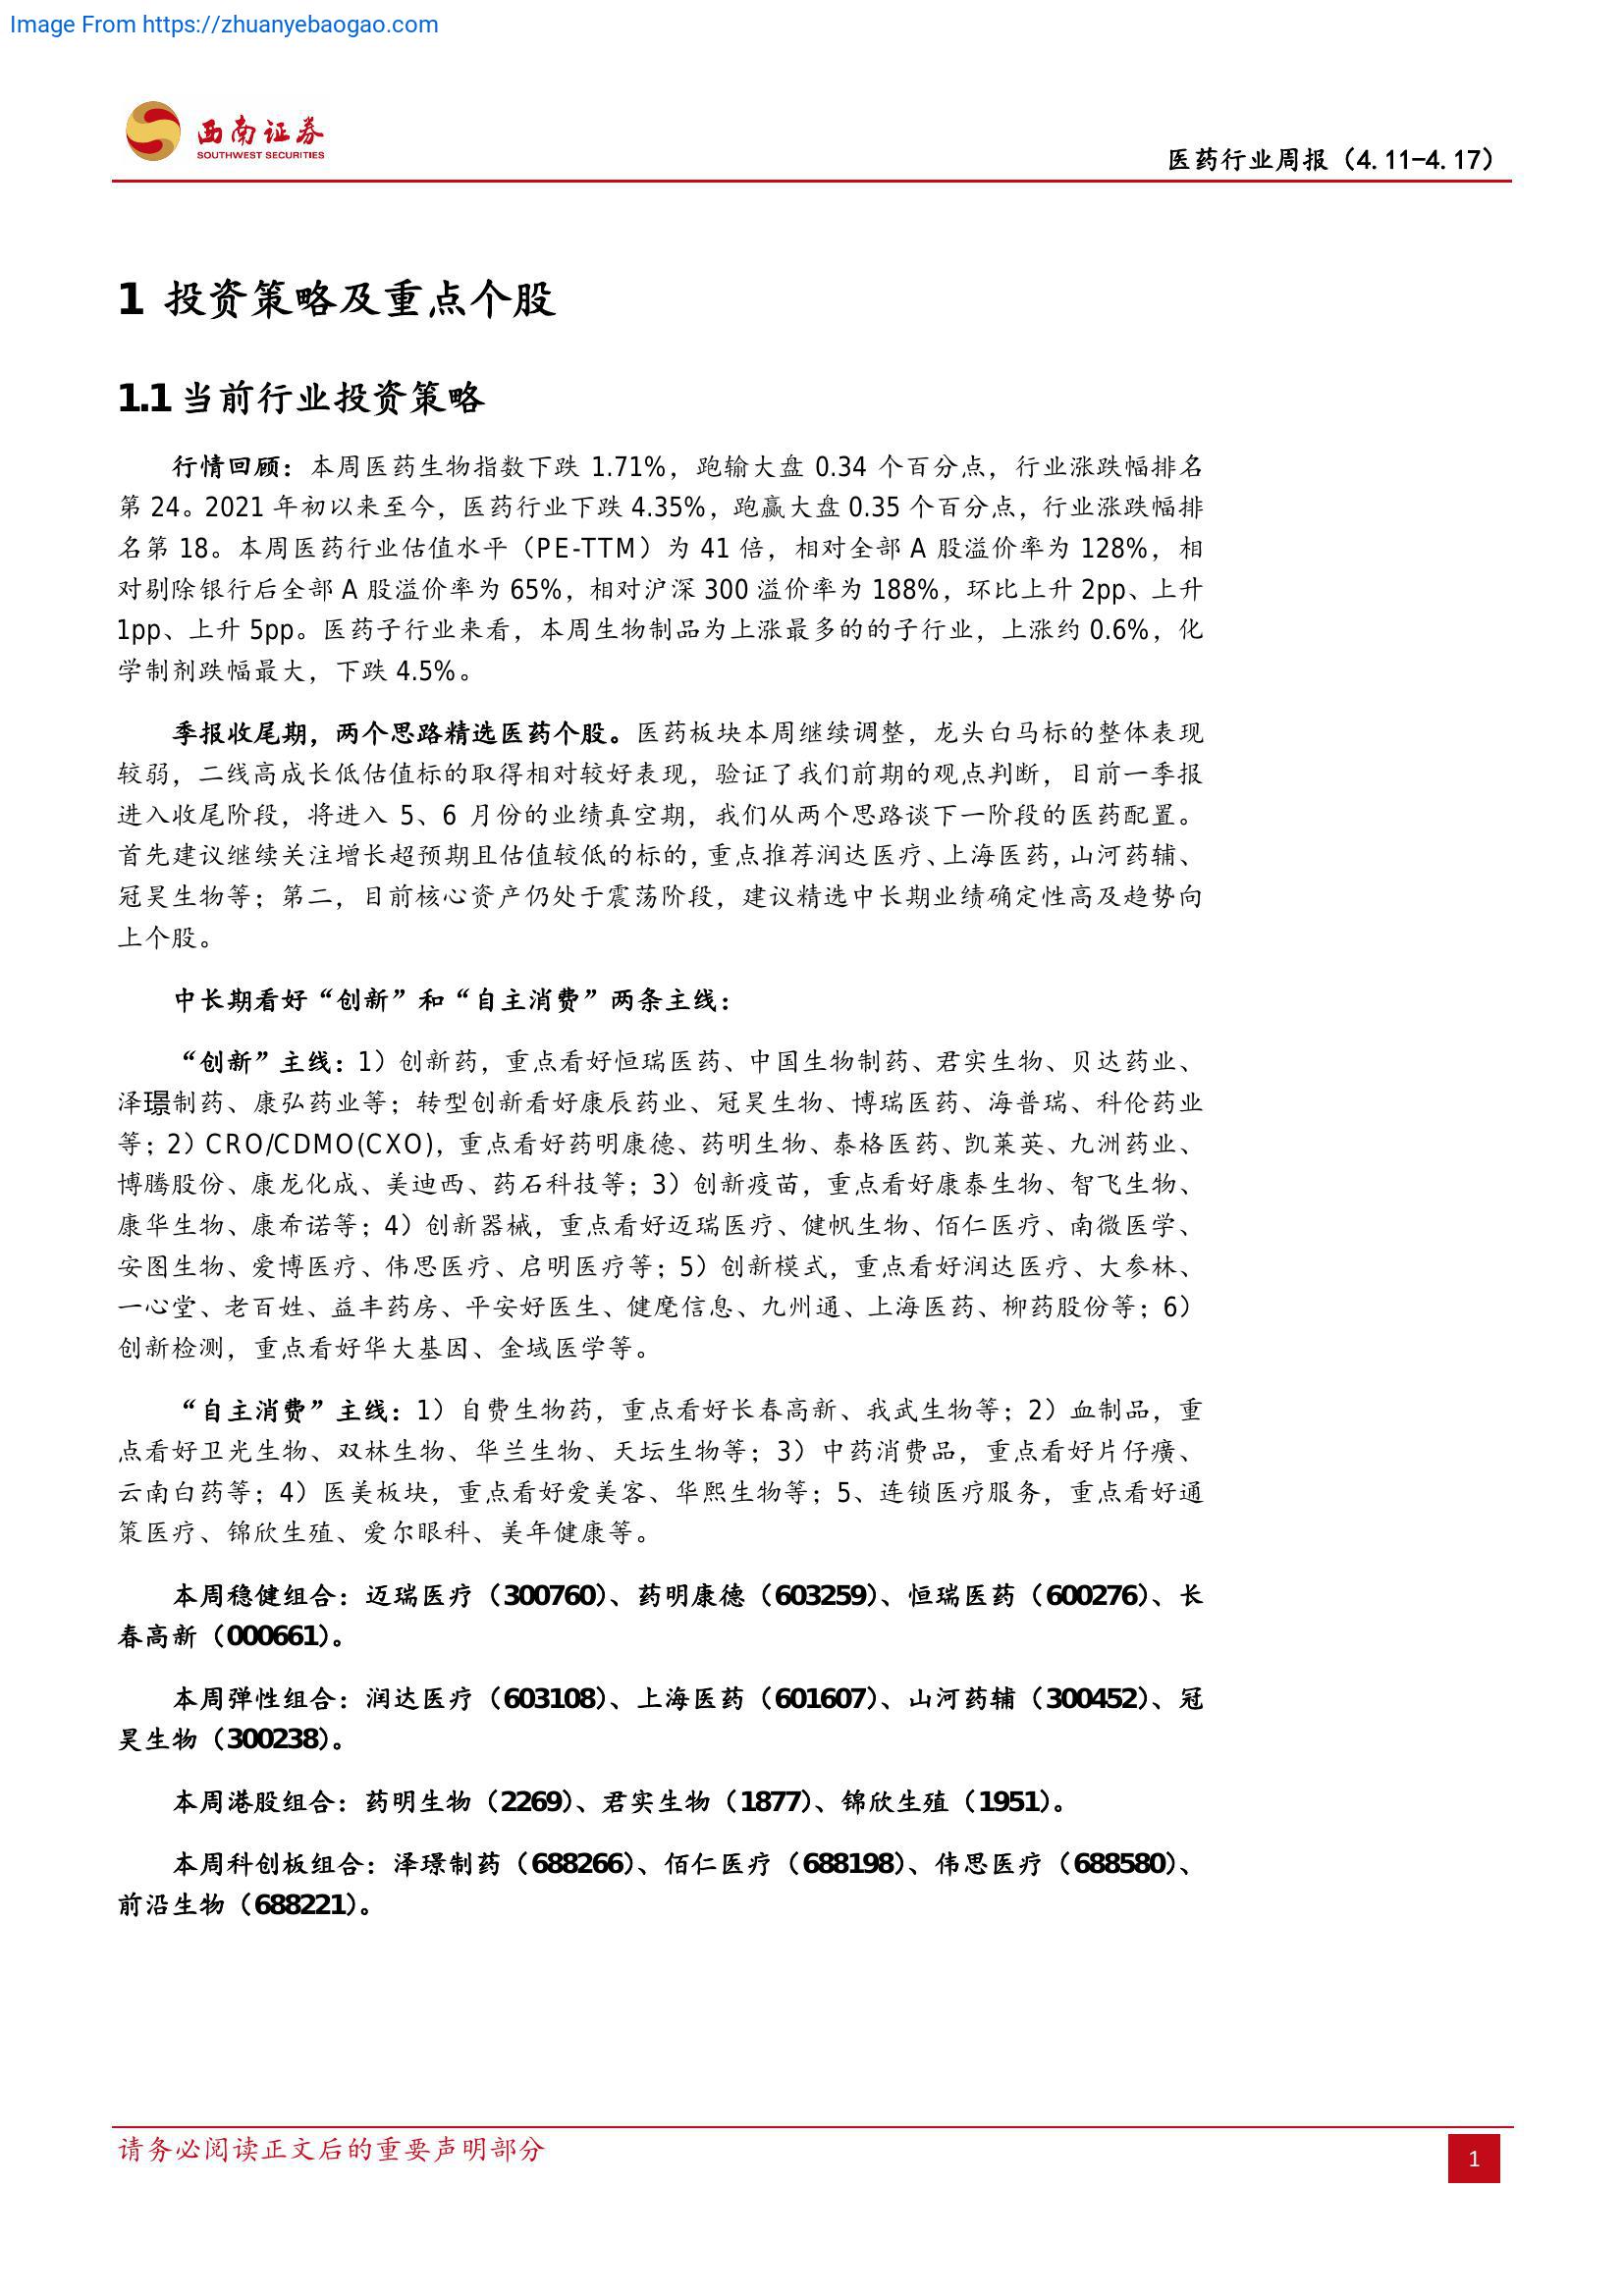 Image From https://zhuanyebaogao.com
西南证券
SOUTHWEST SECURITIES
医药行业周报（4.11-4.17）
1 投资策略及重点个股
1.1 当前行业投资策略
行情回顾：本周医药生物指数下跌 1.71%，跑输大盘 0.34 个百分点，行业涨跌幅排名
第 24。2021 年初以来至今，医药行业下跌 4.35%，跑赢大盘 0.35 个百分点，行业涨跌幅排
名第 18。本周医药行业估值水平（PE-TTM）为 41 倍，相对全部 A 股溢价率为 128%，相
对剔除银行后全部 A 股溢价率为 65%，相对沪深 300 溢价率为 188%，环比上升 2pp、上升
1pp、上升 5pp。医药子行业来看，本周生物制品为上涨最多的的子行业，上涨约 0.6%，化
学制剂跌幅最大，下跌 4.5%。
季报收尾期，两个思路精选医药个股。医药板块本周继续调整，龙头白马标的整体表现
较弱，二线高成长低估值标的取得相对较好表现，验证了我们前期的观点判断，目前一季报
进入收尾阶段，将进入 5、6 月份的业绩真空期，我们从两个思路谈下一阶段的医药配置。
首先建议继续关注增长超预期且估值较低的标的，重点推荐润达医疗、上海医药，山河药辅、
冠昊生物等；第二，目前核心资产仍处于震荡阶段，建议精选中长期业绩确定性高及趋势向
上个股。
中长期看好“创新”和“自主消费”两条主线：
“创新”主线：1）创新药，重点看好恒瑞医药、中国生物制药、君实生物、贝达药业、
泽璟制药、康弘药业等；转型创新看好康辰药业、冠昊生物、博瑞医药、海普瑞、科伦药业
等；2）CRO/CDMO(CXO)，重点看好药明康德、药明生物、泰格医药、凯莱英、九洲药业、
博腾股份、康龙化成、美迪西、药石科技等；3）创新疫苗，重点看好康泰生物、智飞生物、
康华生物、康希诺等；4）创新器械，重点看好迈瑞医疗、健帆生物、佰仁医疗、南微医学、
安图生物、爱博医疗、伟思医疗、启明医疗等；5）创新模式，重点看好润达医疗、大参林、
一心堂、老百姓、益丰药房、平安好医生、健麾信息、九州通、上海医药、柳药股份等；6）
创新检测，重点看好华大基因、金域医学等。
“自主消费”主线：1）自费生物药，重点看好长春高新、我武生物等；2）血制品，重
点看好卫光生物、双林生物、华兰生物、天坛生物等；3）中药消费品，重点看好片仔癀、
云南白药等；4）医美板块，重点看好爱美客、华熙生物等；5、连锁医疗服务，重点看好通
策医疗、锦欣生殖、爱尔眼科、美年健康等。
本周稳健组合：迈瑞医疗（300760）、药明康德（603259）、恒瑞医药（600276）、长
春高新（000661）。
本周弹性组合：润达医疗（603108）、上海医药（601607）、山河药辅（300452）、冠
昊生物（300238）。
本周港股组合：药明生物（2269）、君实生物（1877）、锦欣生殖（1951）。
本周科创板组合：泽璟制药（688266）、佰仁医疗（688198）、伟思医疗（688580）、
前沿生物（688221）。
请务必阅读正文后的重要声明部分
1